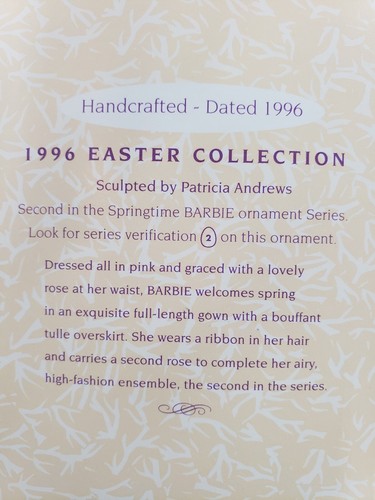 Handcrafted - Dated 1996
1996 EASTER COLLECTION
Sculpted by Patricia Andrews
Second in the Springtime BARBIE ornament Series.
Look for series verification 2 on this ornament.
Dressed all in pink and graced with a lovely
rose at her waist, BARBIE welcomes spring
in an exquisite full-length gown with a bouffant
tulle overskirt. She wears a ribbon in her hair
and carries a second rose to complete her airy,
high-fashion ensemble, the second in the series.